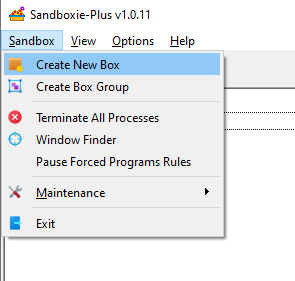 Sandboxie-Plus v1.0.11
Sandbox View Options Help
Create New Box
Create Box Group
Terminate All Processes
Window Finder
Pause Forced Programs Rules
Maintenance
Exit